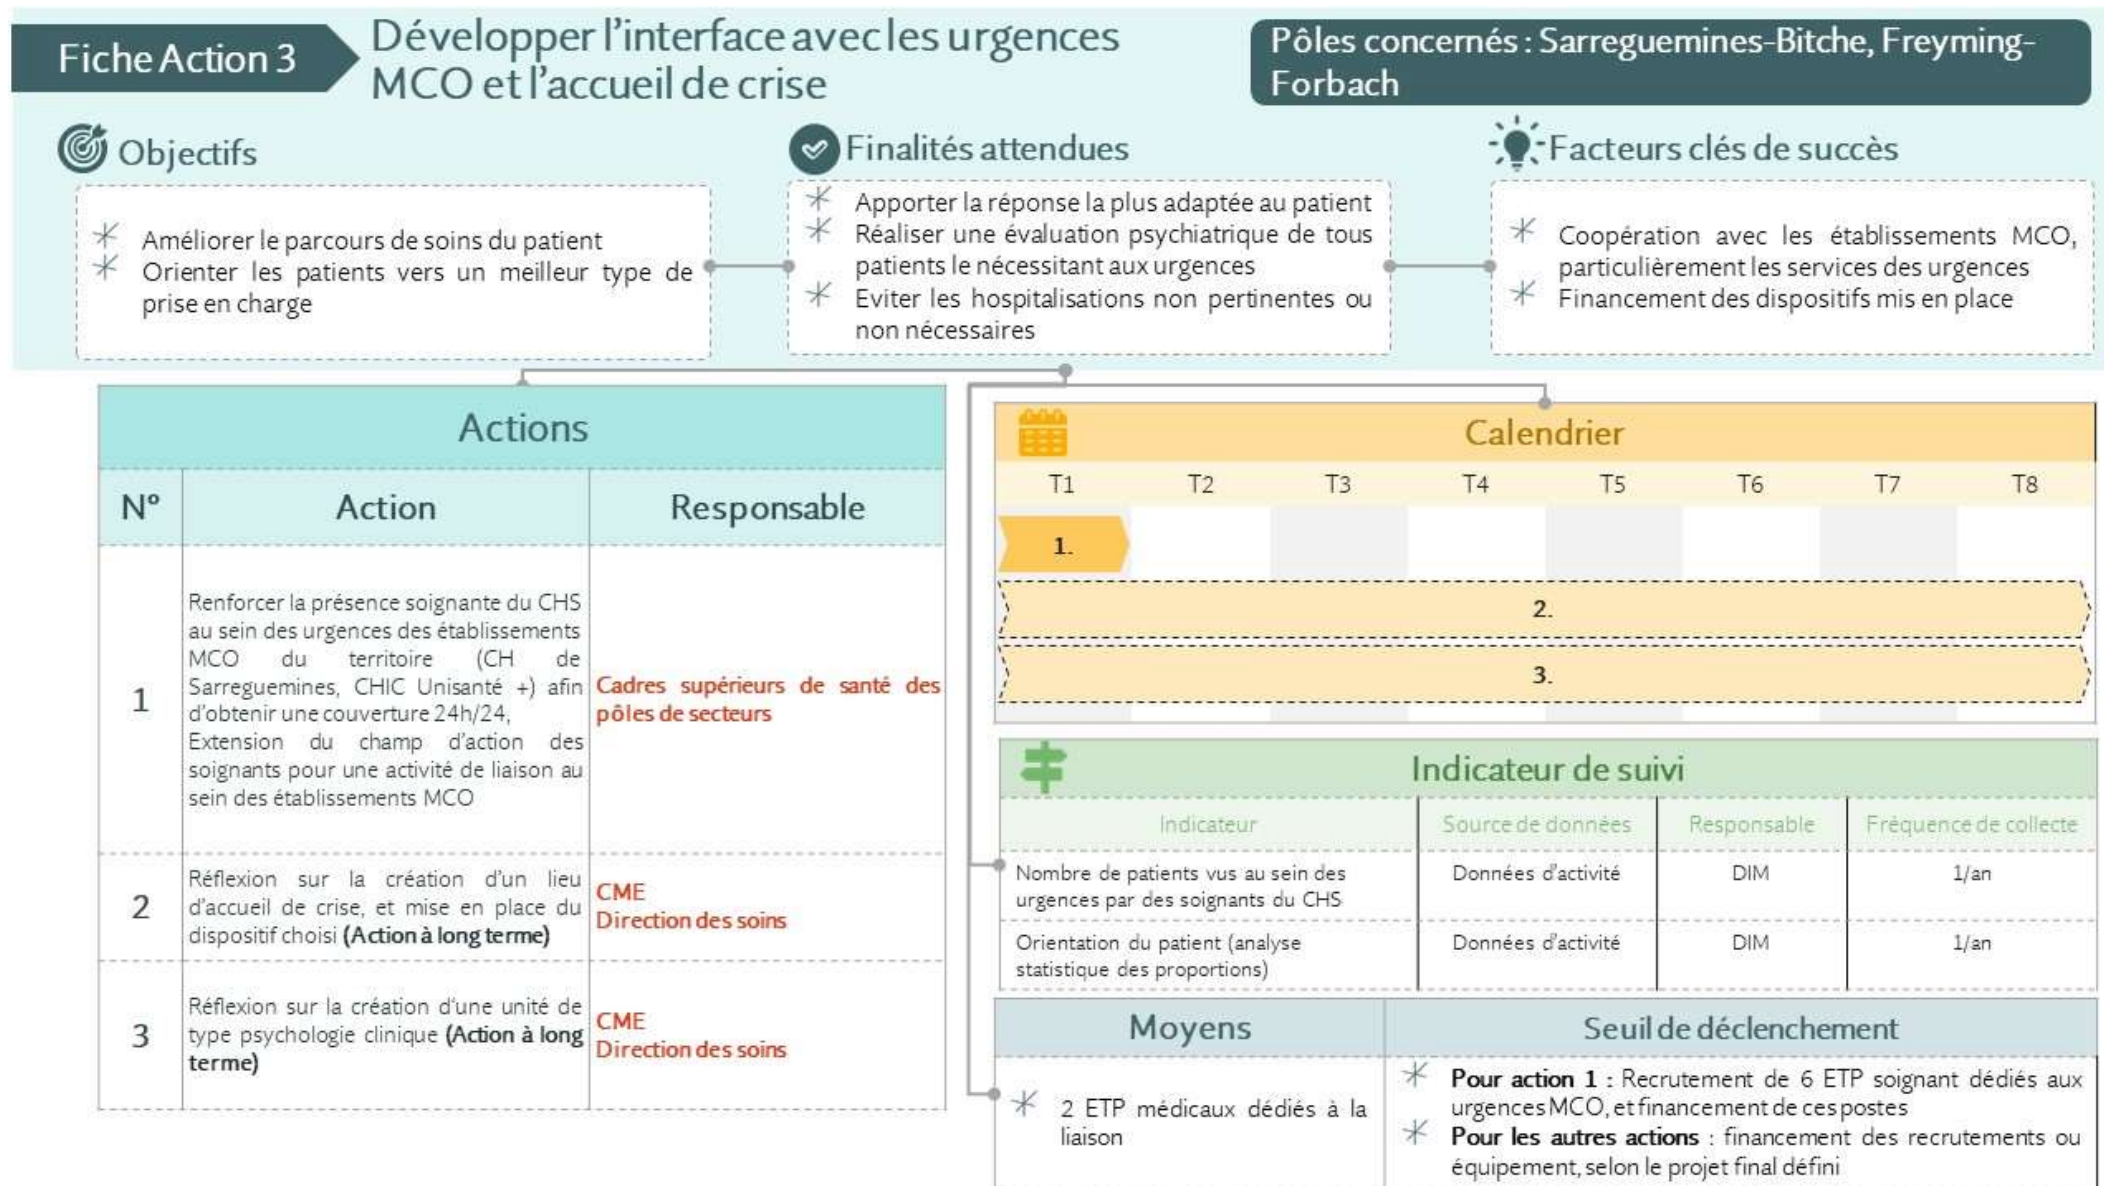 Fiche Action 3
Développer l'interface avec les urgences
MCO et l'accueil de crise
Pôles concernés : Sarreguemines-Bitche, Freyming-
Forbach
Objectifs
Améliorer le parcours de soins du patient
Orienter les patients vers un meilleur type de
prise en charge
Finalités attendues
Apporter la réponse la plus adaptée au patient
Réaliser une évaluation psychiatrique de tous
patients le nécessitant aux urgences
Eviter les hospitalisations non pertinentes ou
non nécessaires
Facteurs clés de succès
Coopération avec les établissements MCO,
particulièrement les services des urgences
Financement des dispositifs mis en place
Actions
N° Action Responsable
1
Renforcer la présence soignante du CHS
au sein des urgences des établissements
MCO du territoire (CH de
Sarreguemines, CHIC Unisanté +) afin
d'obtenir une couverture 24h/24,
Extension du champ d'action des
soignants pour une activité de liaison au
sein des établissements MCO
Cadres supérieurs de santé des
pôles de secteurs
2
Réflexion sur la création d'un lieu
d'accueil de crise, et mise en place du
dispositif choisi (Action à long terme)
CME
Direction des soins
3
Réflexion sur la création d'une unité de
type psychologie clinique (Action à long
terme)
CME
Direction des soins
Calendrier
T1 T2 T3 T4 T5 T6 T7 T8
1.
2.
3.
Indicateur de suivi
Indicateur Source de données Responsable Fréquence de collecte
Nombre de patients vus au sein des
urgences par des soignants du CHS
Données d'activité DIM 1/an
Orientation du patient (analyse
statistique des proportions)
Données d'activité DIM 1/an
Moyens
2 ETP médicaux dédiés à la
liaison
Seuil de déclenchement
Pour action 1 : Recrutement de 6 ETP soignant dédiés aux
urgences MCO, et financement de ces postes
Pour les autres actions : financement des recrutements ou
équipement, selon le projet final défini